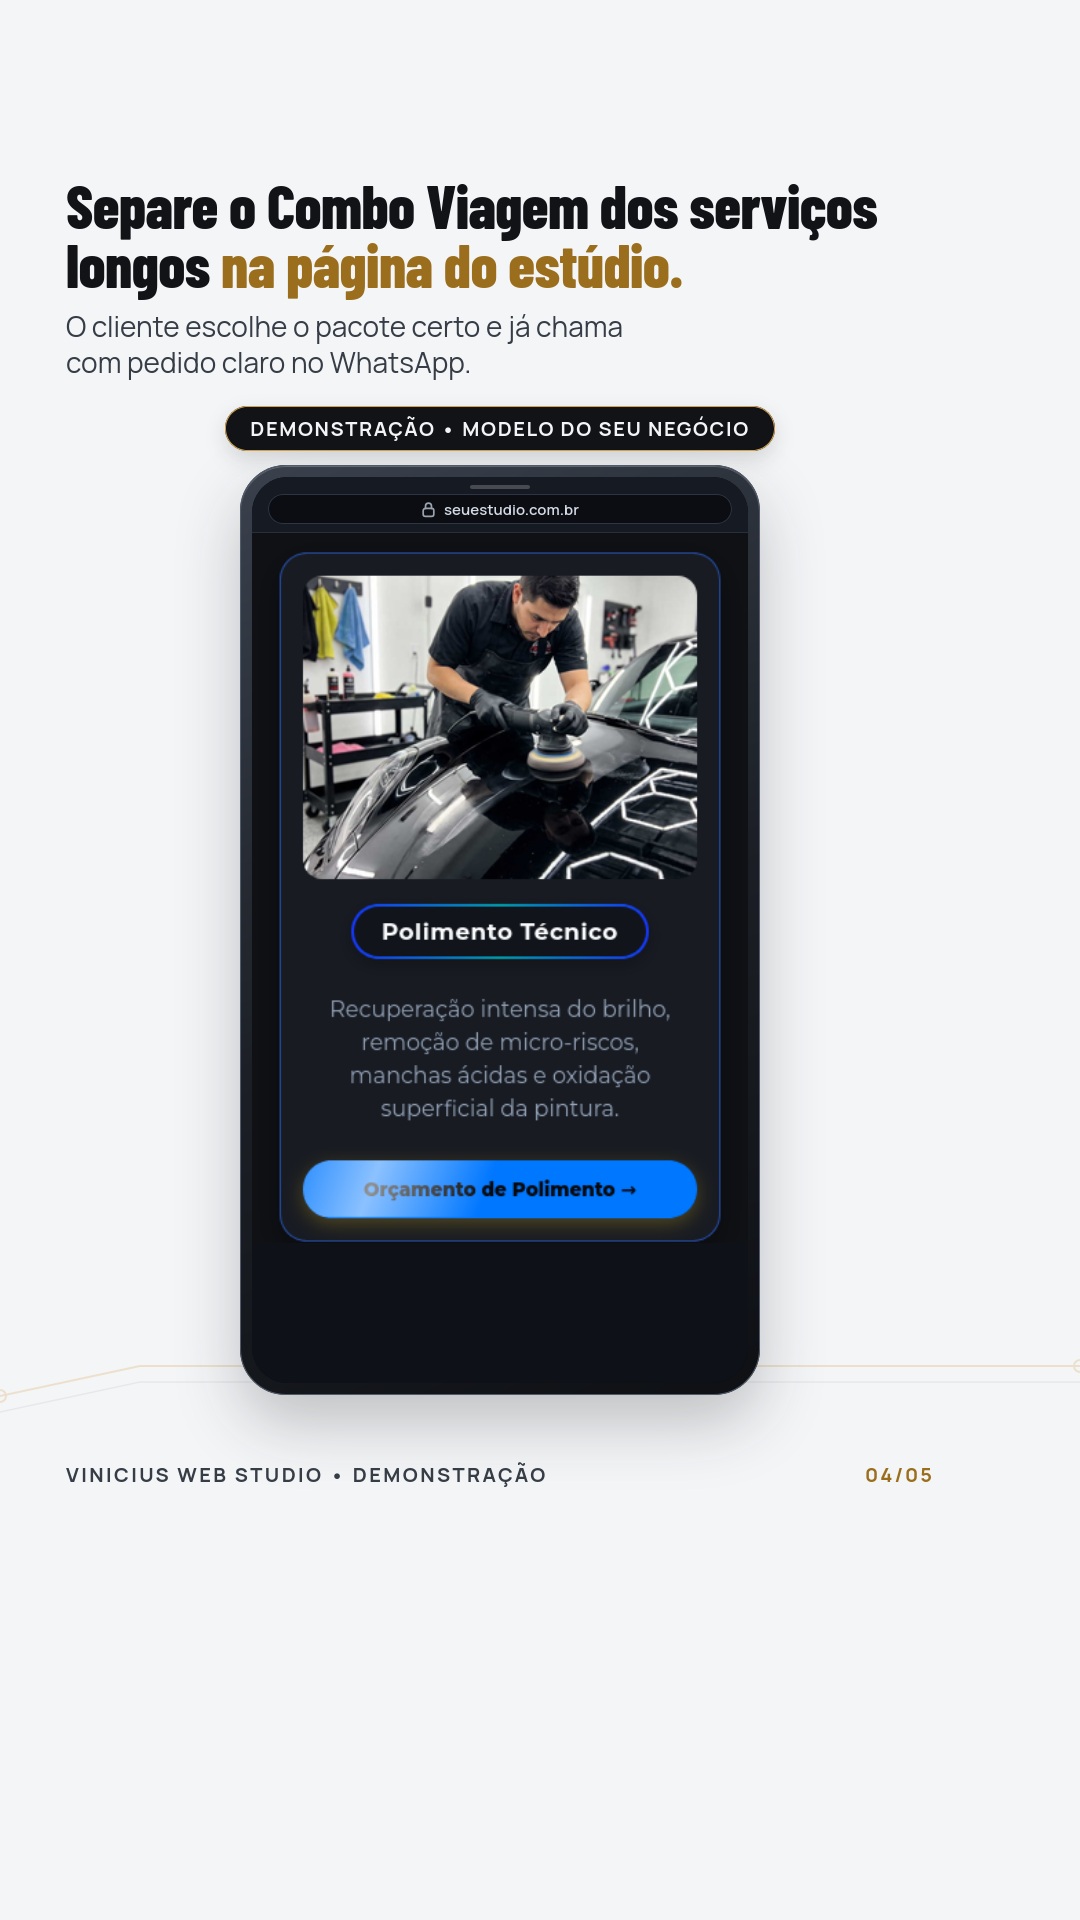 Separe o Combo Viagem dos serviços
longos na página do estúdio.
O cliente escolhe o pacote certo e já chama
com pedido claro no WhatsApp.
DEMONSTRAÇÃO • MODELO DO SEU NEGÓCIO
seuestudio.com.br
Polimento Técnico
Recuperação intensa do brilho,
remoção de micro-riscos,
manchas ácidas e oxidação
superficial da pintura.
Orçamento de Polimento →
VINICIUS WEB STUDIO • DEMONSTRAÇÃO
04/05